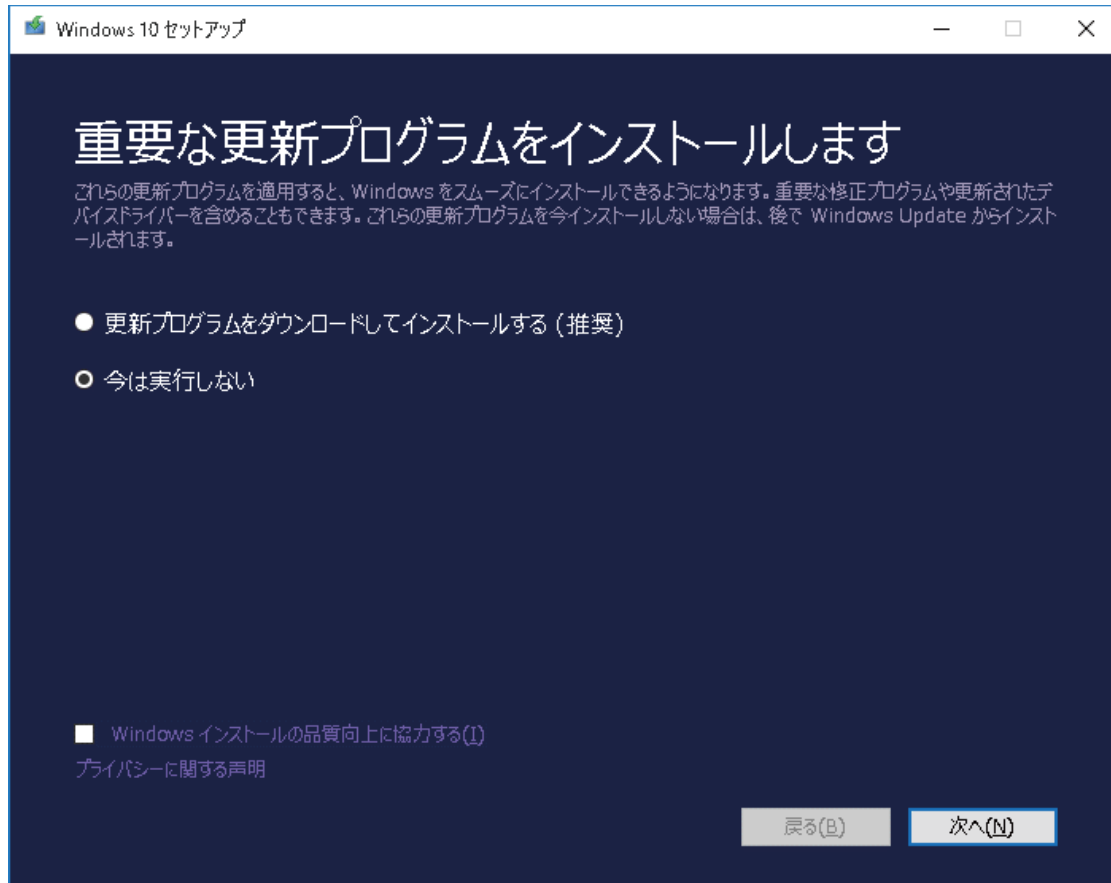 Windows 10 セットアップ
重要な更新プログラムをインストールします
これらの更新プログラムを適用すると、Windows をスムーズにインストールできるようになります。重要な修正プログラムや更新されたデ
バイスドライバーを含めることもできます。これらの更新プログラムを今インストールしない場合は、後で Windows Update からインスト
ールされます。
更新プログラムをダウンロードしてインストールする (推奨)
今は実行しない
Windows インストールの品質向上に協力する(I)
プライバシーに関する声明
戻る(B)
次へ(N)